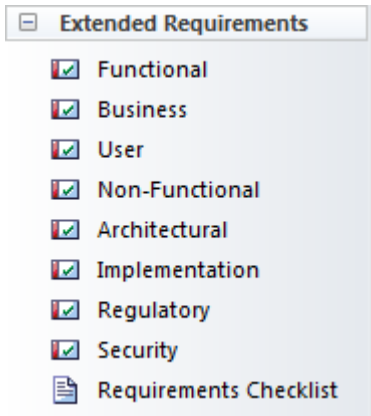 Extended Requirements
Functional
Business
User
Non-Functional
Architectural
Implementation
Regulatory
Security
Requirements Checklist